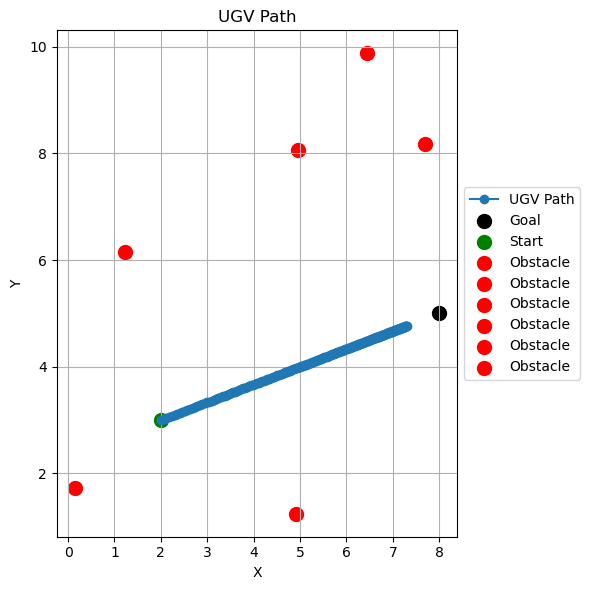 UGV Path
10
8
6
4
2
Y
0 1 2 3 4 5 6 7 8
X
UGV Path
Goal
Start
Obstacle
Obstacle
Obstacle
Obstacle
Obstacle
Obstacle